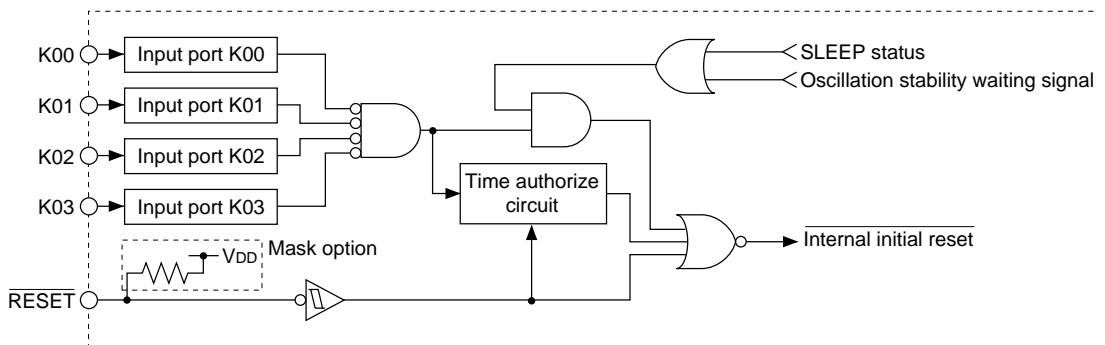 K00
Input port K00
SLEEP status
Oscillation stability waiting signal
K01
Input port K01
K02
Input port K02
Time authorize
circuit
K03
Input port K03
Internal initial reset
Mask option
VDD
RESET